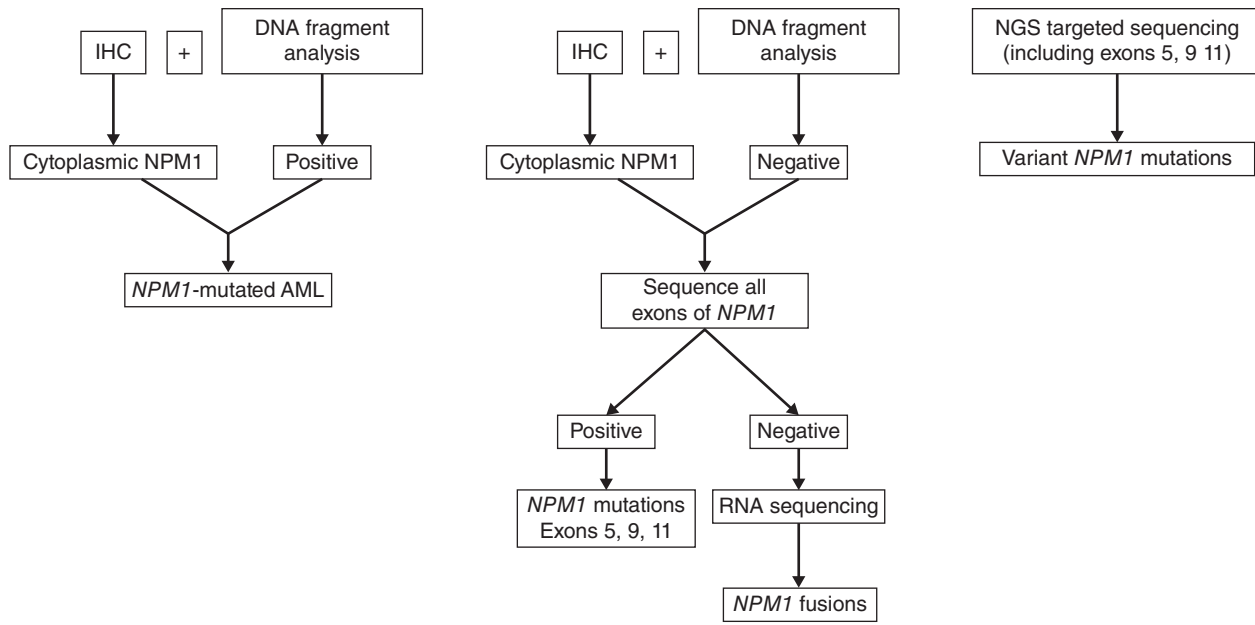 IHC
+
DNA fragment
analysis
Cytoplasmic NPM1
Positive
NPM1-mutated AML
IHC
+
DNA fragment
analysis
Cytoplasmic NPM1
Negative
Sequence all
exons of NPM1
Positive
Negative
NPM1 mutations
Exons 5, 9, 11
RNA sequencing
NPM1 fusions
NGS targeted sequencing
(including exons 5, 9 11)
Variant NPM1 mutations